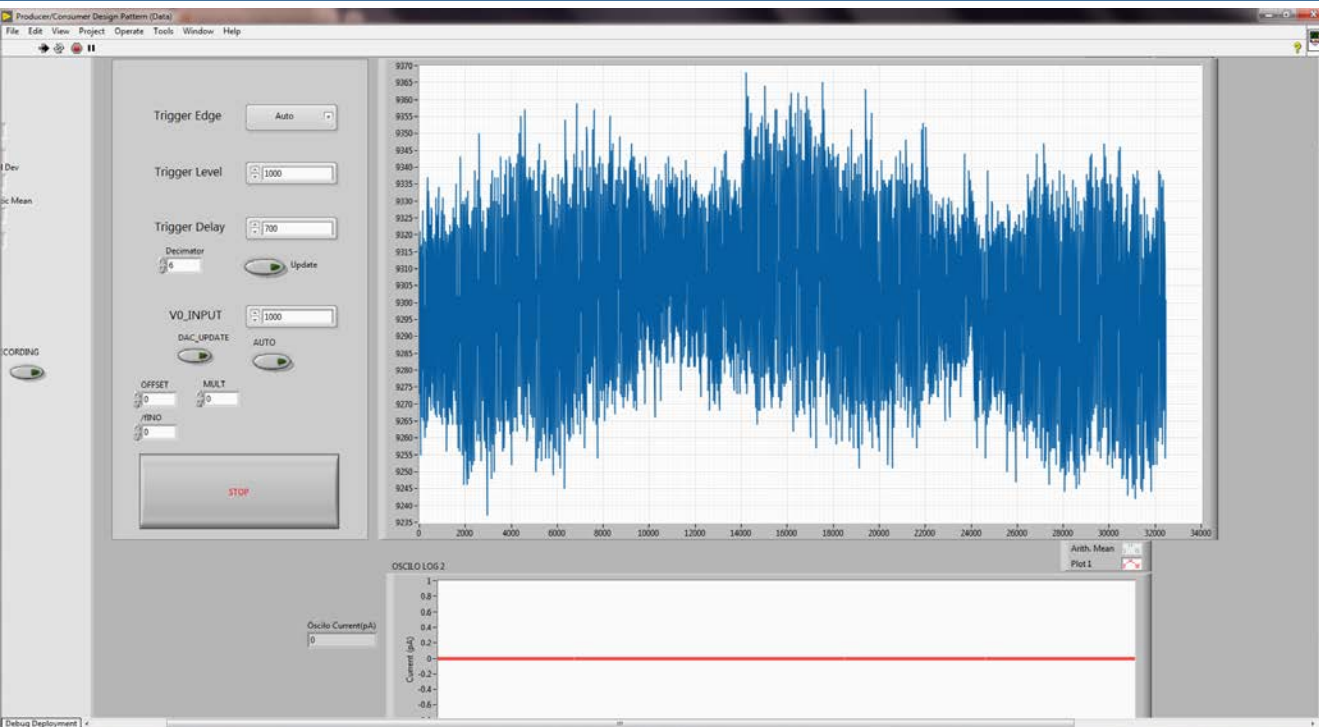 Producer/Consumer Design Pattern (Data)
File Edit View Project Operate Tools Window Help
Trigger Edge Auto
Trigger Level 1000
Trigger Delay 700
Decimator
6
Update
V0_INPUT 1000
DAC_UPDATE AUTO
OFFSET MULT
0 0
0
STOP
l Dev
ic Mean
CORDING
9370
9365
9360
9355
9350
9345
9340
9335
9330
9325
9320
9315
9310
9305
9300
9295
9290
9285
9280
9275
9270
9265
9260
9255
9250
9245
9240
9235
0 2000 4000 6000 8000 10000 12000 14000 16000 18000 20000 22000 24000 26000 28000 30000 32000 34000
Arith. Mean
Plot 1
OSCILO LOG 2
Oscilo Current(pA)
0
Current (pA)
1
0.8
0.6
0.4
0.2
0
-0.2
-0.4
-0.6
Debug Deployment